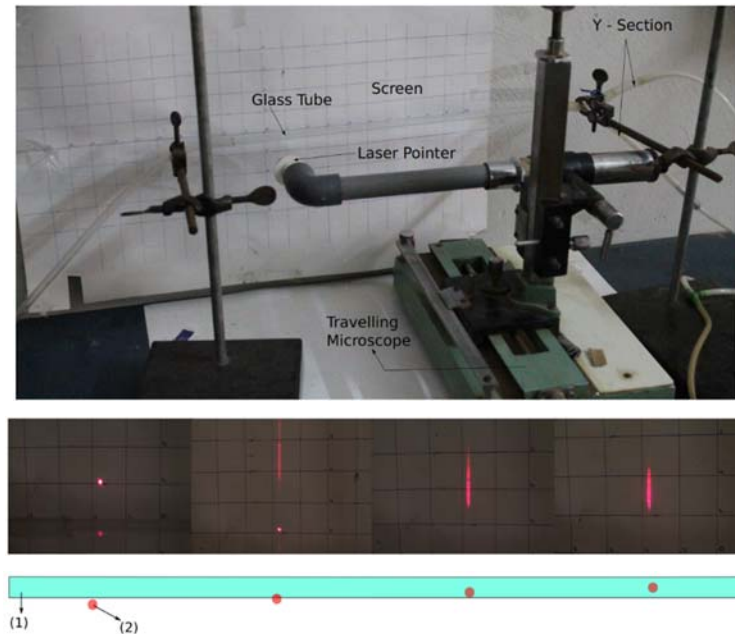 Y - Section
Screen
Glass Tube
Laser Pointer
Travelling
Microscope
(1)
(2)